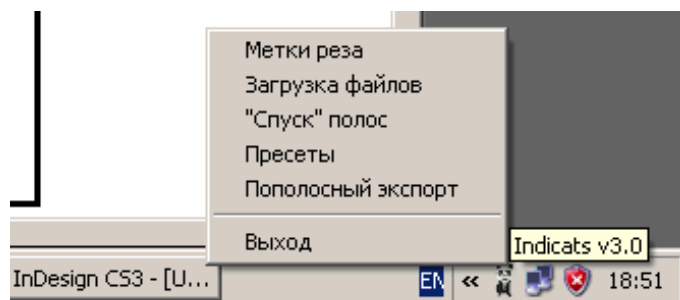 Метки реза
Загрузка файлов
"Спуск" полос
Пресеты
Пополосный экспорт
Выход
Indicats v3.0
InDesign CS3 - [U...
EN
«
18:51